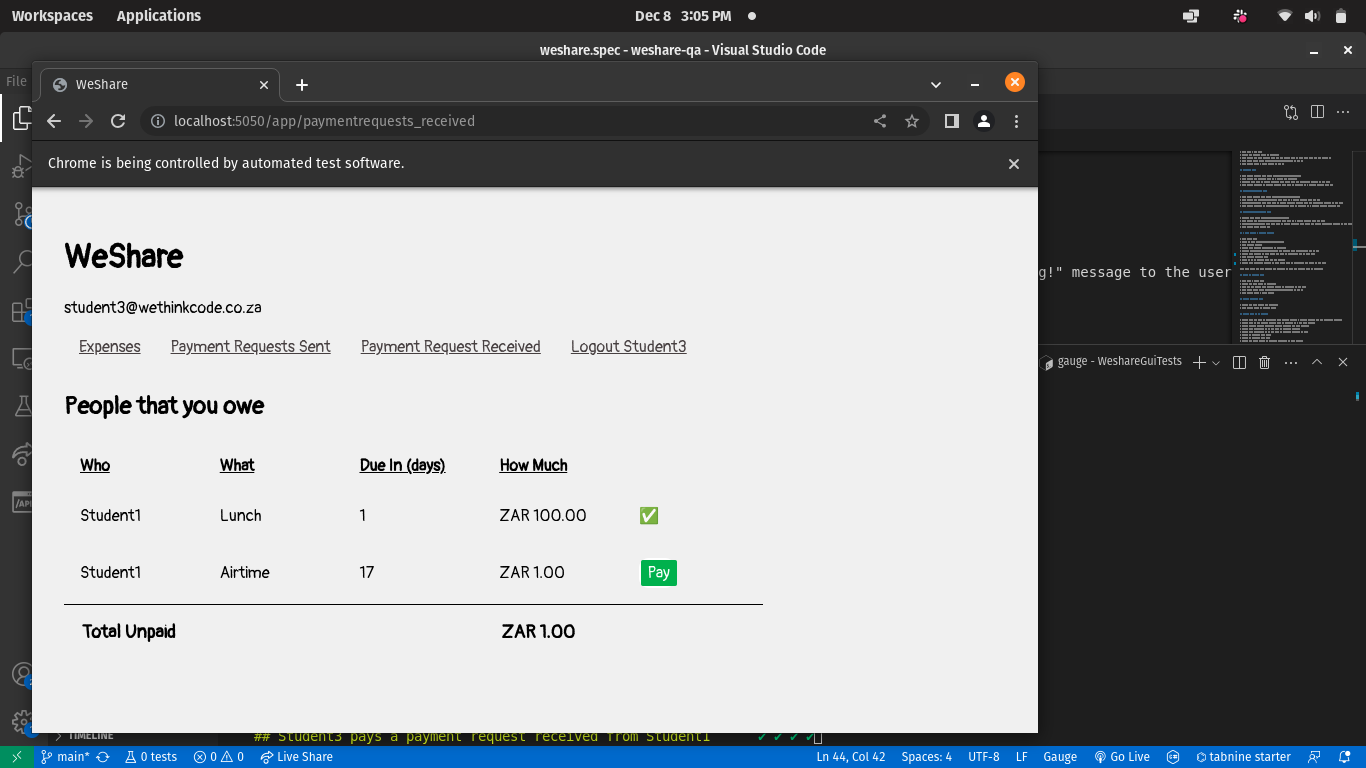 Workspaces Applications Dec 8 3:05 PM
weshare.spec - weshare-qa - Visual Studio Code
File
WeShare
localhost:5050/app/paymentrequests_received
Chrome is being controlled by automated test software.
WeShare
student3@wethinkcode.co.za
Expenses Payment Requests Sent Payment Request Received Logout Student3
People that you owe
Who What Due In (days) How Much
Student1 Lunch 1 ZAR 100.00 ✅
Student1 Airtime 17 ZAR 1.00 Pay
Total Unpaid ZAR 1.00
g!" message to the user
gauge - WeshareGuiTests
TIMELINE
## Student3 pays a payment request received from Student1 ✔ ✔ ✔ ✔
main* 0 tests 0 0 Live Share Ln 44, Col 42 Spaces: 4 UTF-8 LF Gauge Go Live tabnine starter